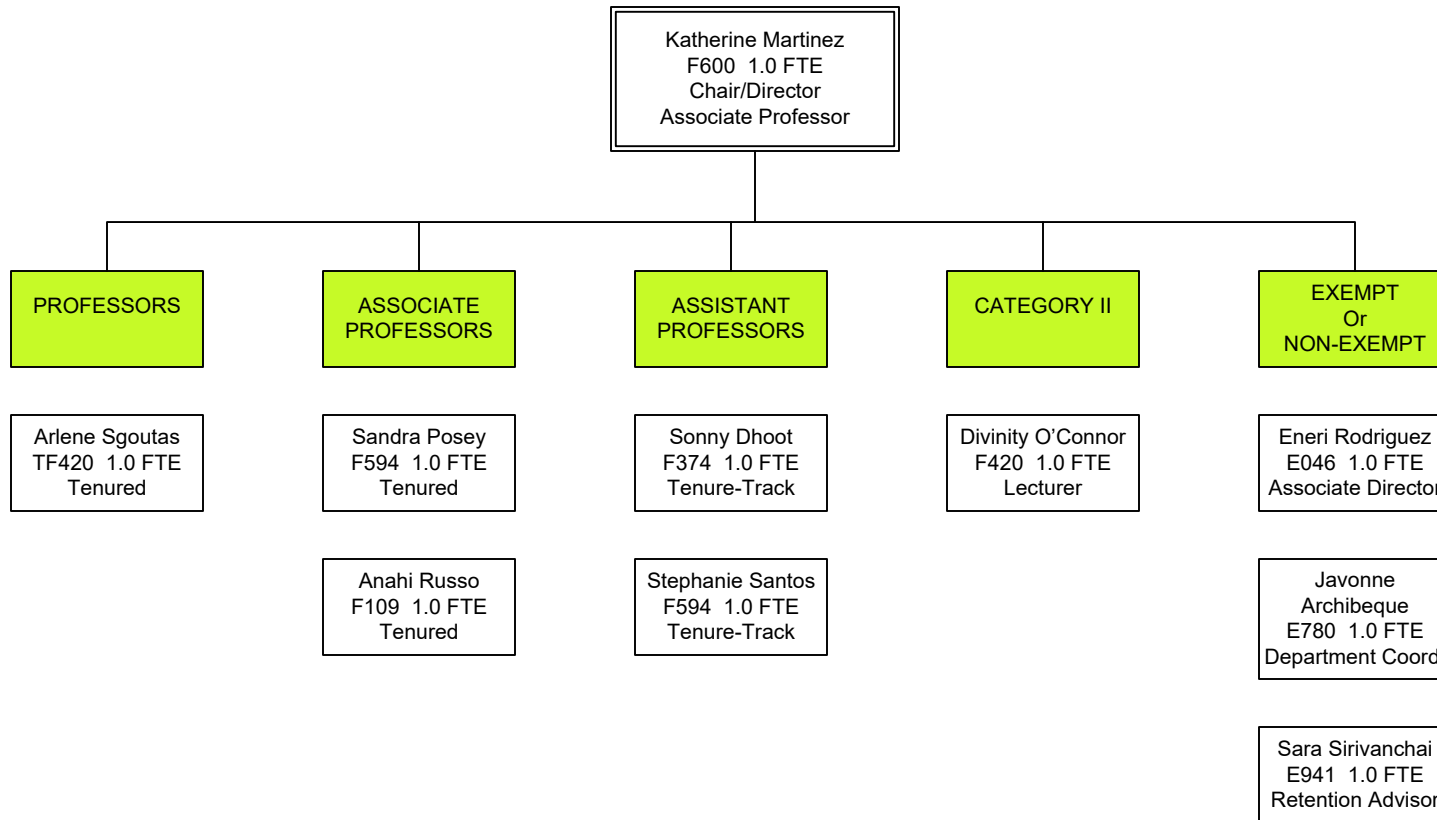 Katherine Martinez
F600 1.0 FTE
Chair/Director
Associate Professor
PROFESSORS
ASSOCIATE
PROFESSORS
ASSISTANT
PROFESSORS
CATEGORY II
EXEMPT
Or
NON-EXEMPT
Arlene Sgoutas
TF420 1.0 FTE
Tenured
Sandra Posey
F594 1.0 FTE
Tenured
Sonny Dhoot
F374 1.0 FTE
Tenure-Track
Divinity O'Connor
F420 1.0 FTE
Lecturer
Eneri Rodriguez
E046 1.0 FTE
Associate Director
Anahi Russo
F109 1.0 FTE
Tenured
Stephanie Santos
F594 1.0 FTE
Tenure-Track
Javonne
Archibeque
E780 1.0 FTE
Department Coord
Sara Sirivanchai
E941 1.0 FTE
Retention Advisor